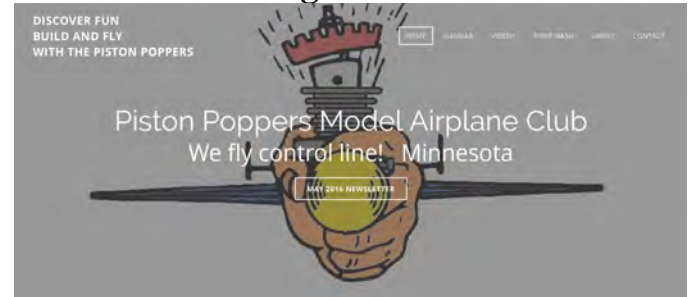 DISCOVER FUN
BUILD AND FLY
WITH THE PISTON POPPERS
HOME HANGAR VIDEOS ABOUT CONTACT
Piston Poppers Model Airplane Club
We fly control line! Minnesota
MAY 2016 NEWSLETTER